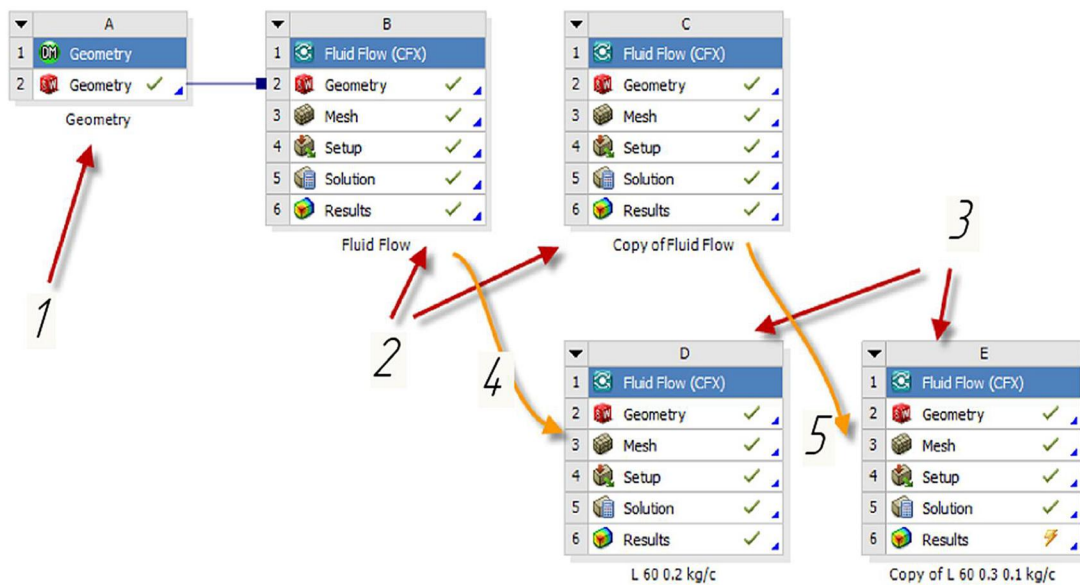 A
1 DM Geometry
2 Geometry
Geometry
B
1 Fluid Flow (CFX)
2 Geometry
3 Mesh
4 Setup
5 Solution
6 Results
Fluid Flow
C
1 Fluid Flow (CFX)
2 Geometry
3 Mesh
4 Setup
5 Solution
6 Results
Copy of Fluid Flow
1
2
3
4
5
D
1 Fluid Flow (CFX)
2 Geometry
3 Mesh
4 Setup
5 Solution
6 Results
L 60 0.2 kg/c
E
1 Fluid Flow (CFX)
2 Geometry
3 Mesh
4 Setup
5 Solution
6 Results
Copy of L 60 0.3 0.1 kg/c